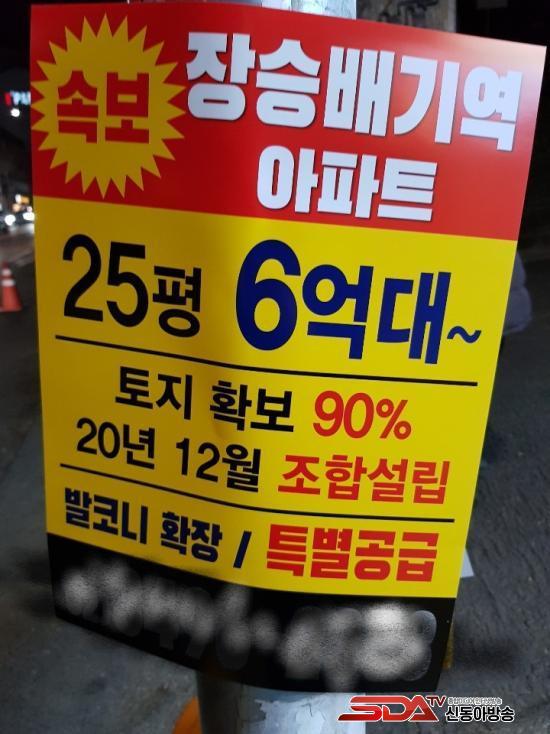 속보
장승배기역
아파트
25평 6억대~
토지 확보 90%
20년 12월 조합설립
발코니 확장 / 특별공급
SDA TV
신동아방송